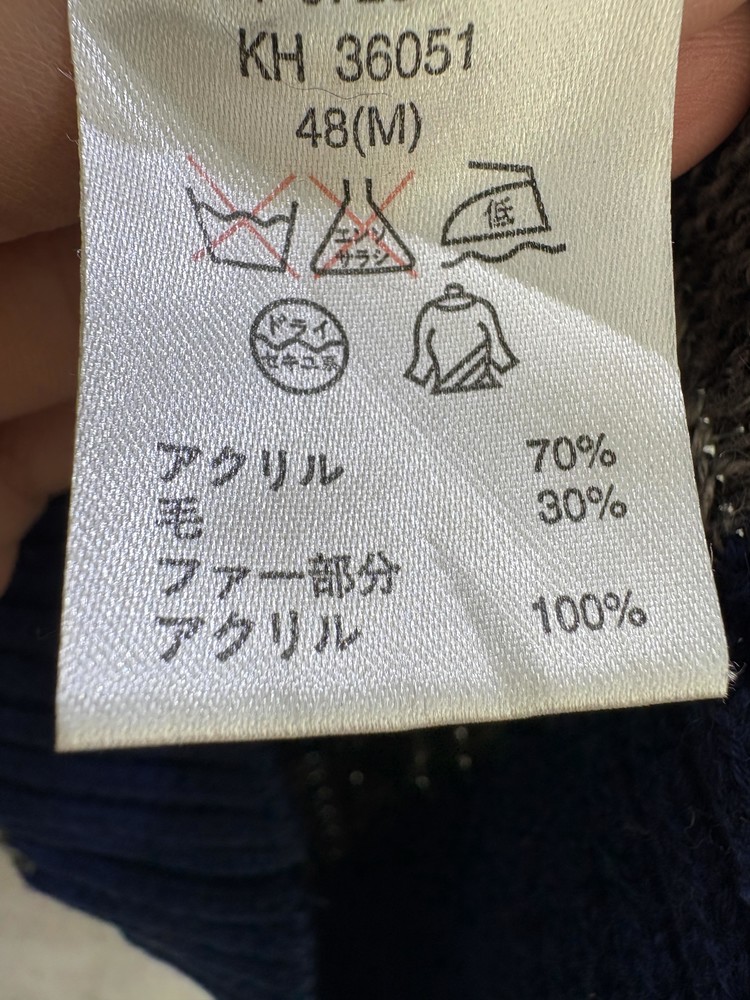 KH 36051
48(M)
エンソ
サラシ
低
ドライ
セキユ系
アクリル 70%
毛 30%
ファー部分
アクリル 100%